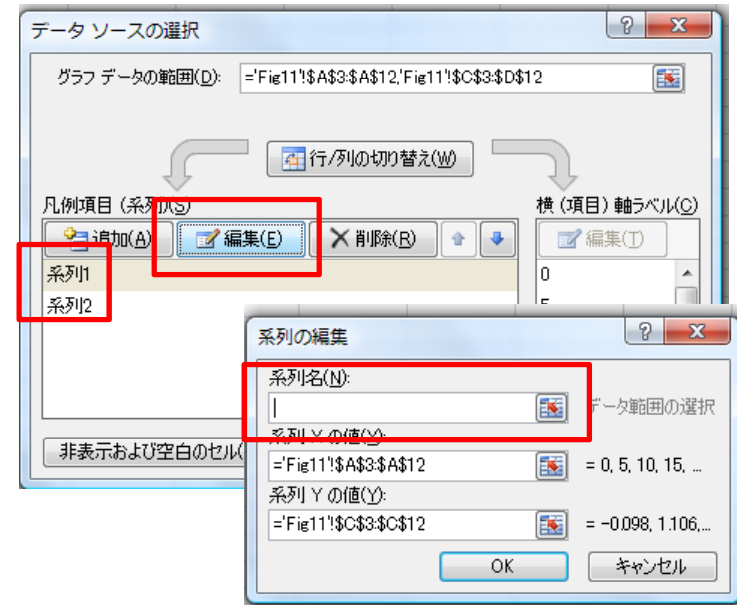 データ ソースの選択
グラフ データの範囲(D): ='Fig11'!$A$3:$A$12,'Fig11'!$C$3:$D$12
行/列の切り替え(W)
凡例項目 (系列)(S)
追加(A) 編集(E) 削除(R)
系列1
系列2
横 (項目) 軸ラベル(C)
編集(T)
0
5
非表示および空白のセル(
系列の編集
系列名(N):
データ範囲の選択
系列 X の値(X):
='Fig11'!$A$3:$A$12 = 0, 5, 10, 15, ...
系列 Y の値(Y):
='Fig11'!$C$3:$C$12 = -0.098, 1.106,...
OK キャンセル